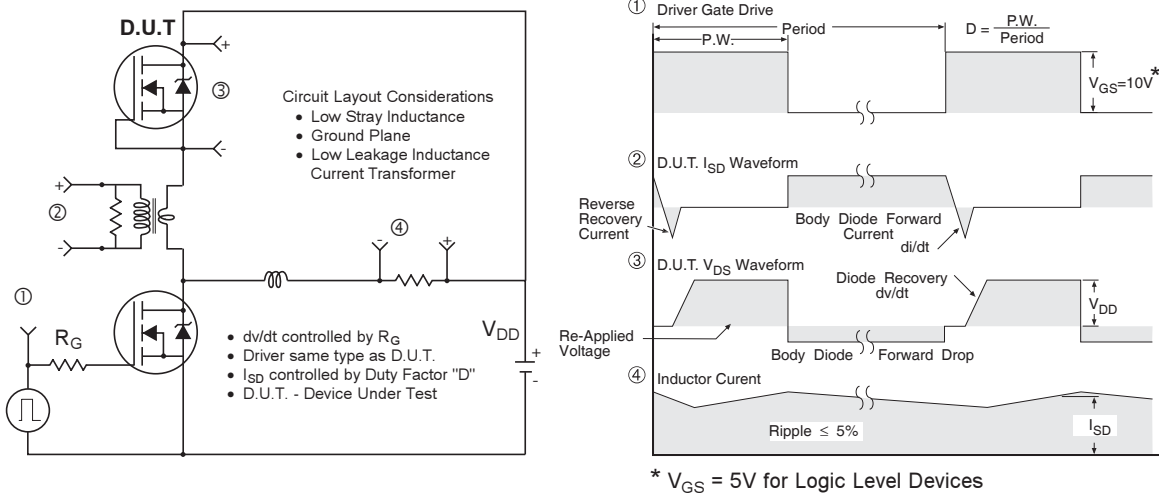 D.U.T
+
③
-
Circuit Layout Considerations
• Low Stray Inductance
• Ground Plane
• Low Leakage Inductance
Current Transformer
+
②
-
④
-
+
①
R_G
V_DD
+
-
• dv/dt controlled by R_G
• Driver same type as D.U.T.
• I_SD controlled by Duty Factor "D"
• D.U.T. - Device Under Test
① Driver Gate Drive
P.W.
Period
D = P.W. / Period
V_GS=10V*
② D.U.T. I_SD Waveform
Reverse
Recovery
Current
Body Diode Forward
Current
di/dt
③ D.U.T. V_DS Waveform
Diode Recovery
dv/dt
V_DD
Re-Applied
Voltage
Body Diode Forward Drop
④ Inductor Curent
Ripple ≤ 5%
I_SD
* V_GS = 5V for Logic Level Devices